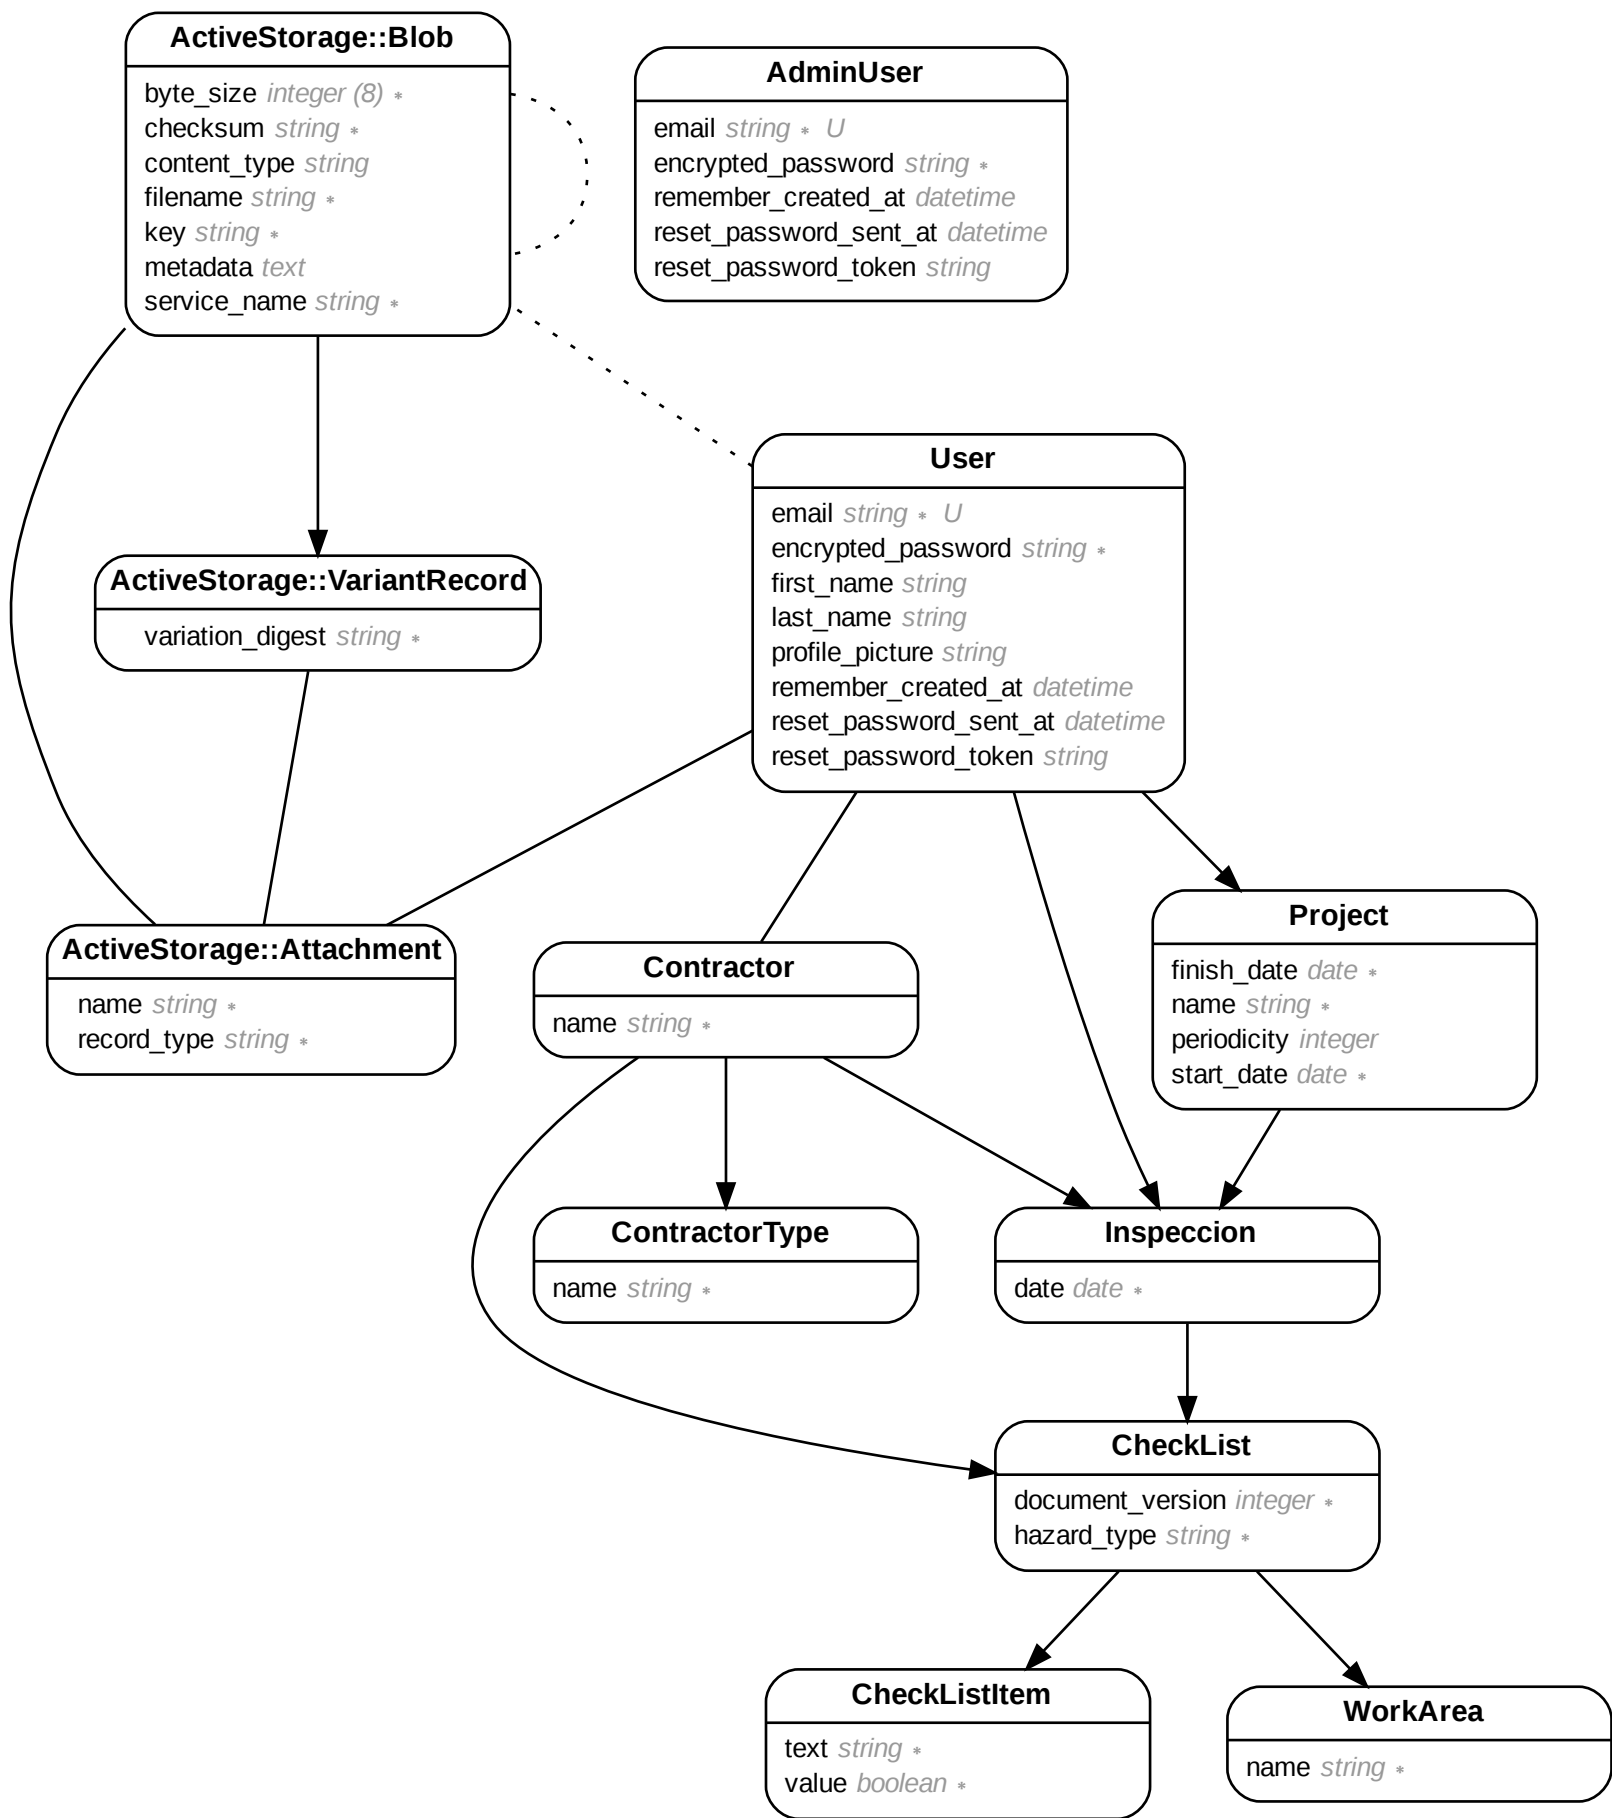 ActiveStorage::Blob
byte_size integer (8) *
checksum string *
content_type string
filename string *
key string *
metadata text
service_name string *
AdminUser
email string * U
encrypted_password string *
remember_created_at datetime
reset_password_sent_at datetime
reset_password_token string
User
email string * U
encrypted_password string *
first_name string
last_name string
profile_picture string
remember_created_at datetime
reset_password_sent_at datetime
reset_password_token string
ActiveStorage::VariantRecord
variation_digest string *
ActiveStorage::Attachment
name string *
record_type string *
Contractor
name string *
Project
finish_date date *
name string *
periodicity integer
start_date date *
ContractorType
name string *
Inspeccion
date date *
CheckList
document_version integer *
hazard_type string *
CheckListItem
text string *
value boolean *
WorkArea
name string *